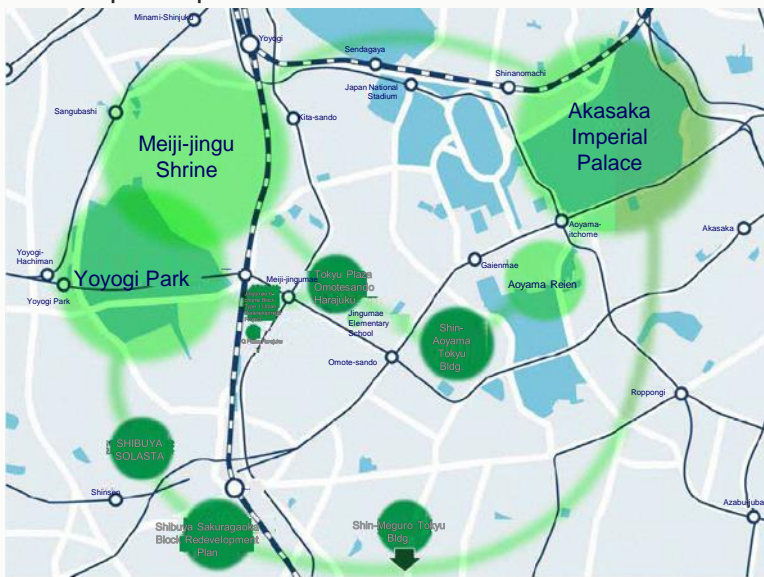 Minami-Shinjuku
Yoyogi
Sendagaya
Shinanomachi
Japan National
Stadium
Sangubashi
Kita-sando
Meiji-jingu
Shrine
Akasaka
Imperial
Palace
Aoyama-
itchome
Akasaka
Yoyogi-
Hachiman
Yoyogi Park
Yoyogi Park
Meiji-jingumae
Tokyu Plaza
Omotesando
Harajuku
Gaienmae
Aoyama Reien
Jingumae
Elementary
School
Shin-
Aoyama
Tokyu
Bldg.
Omote-sando
Roppongi
SHIBUYA
SOLASTA
Shinsen
Shibuya Sakuragaoka
Block Redevelopment
Plan
Shin-Meguro Tokyu
Bldg.
Azabu-juban